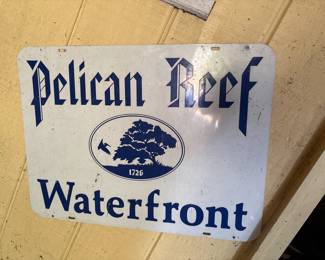 Pelican Reef
1726
Waterfront